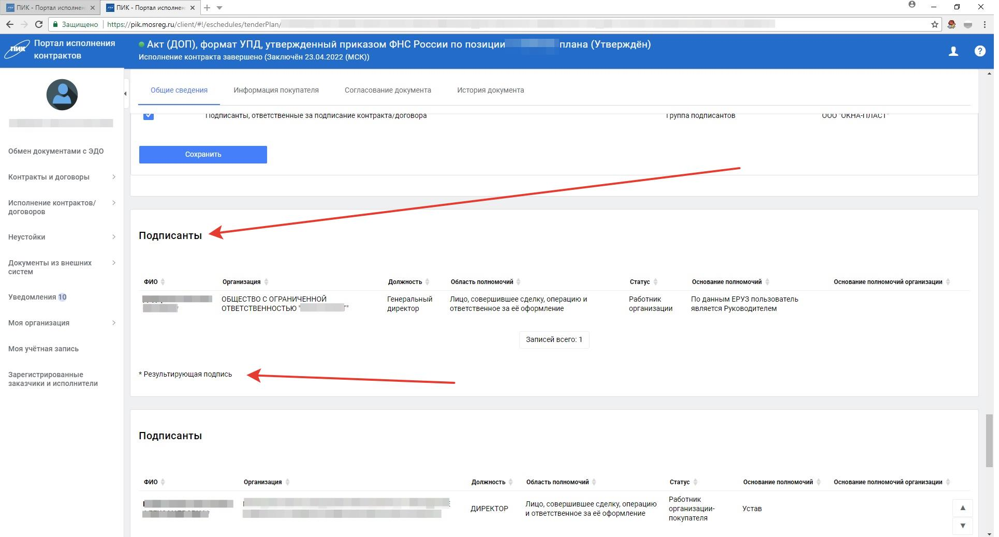 ПИК - Портал исполнен
ПИК - Портал исполнен
Защищено
https://pik.mosreg.ru/client/#!/eschedules/tenderPlan/
ПИК
Портал исполнения
контрактов
Акт (ДОП), формат УПД, утвержденный приказом ФНС России по позиции плана (Утверждён)
Исполнение контракта завершено (Заключён 23.04.2022 (МСК))
?
Обмен документами с ЭДО
Контракты и договоры
Исполнение контрактов/
договоров
Неустойки
Документы из внешних
систем
Уведомления 10
Моя организация
Моя учётная запись
Зарегистрированные
заказчики и исполнители
Общие сведения Информация покупателя Согласование документа История документа
Подписанты, ответственные за подписание контракта/договора Группа подписантов ООО "ОКНА-ПЛАСТ"
Сохранить
Подписанты
ФИО Организация Должность Область полномочий Статус Основание полномочий Основание полномочий организации
ОБЩЕСТВО С ОГРАНИЧЕННОЙ
ОТВЕТСТВЕННОСТЬЮ "
Генеральный
директор
Лицо, совершившее сделку, операцию и
ответственное за её оформление
Работник
организации
По данным ЕРУЗ пользователь
является Руководителем
Записей всего: 1
* Результирующая подпись
Подписанты
ФИО Организация Должность Область полномочий Статус Основание полномочий Основание полномочий организации
ДИРЕКТОР
Лицо, совершившее сделку, операцию
и ответственное за её оформление
Работник
организации-
покупателя
Устав